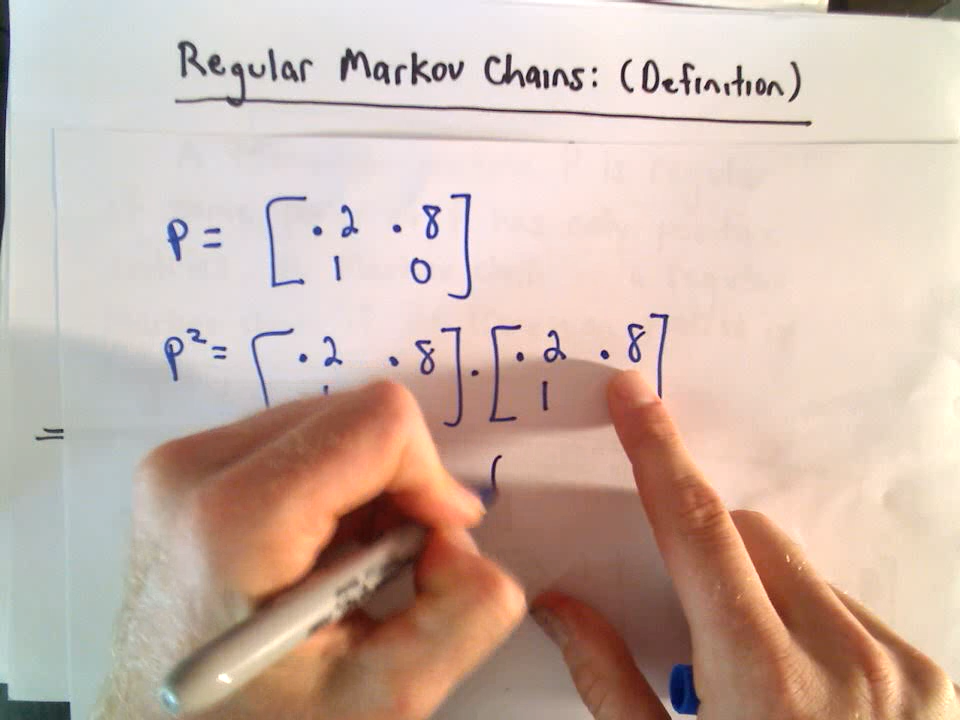 Regular Markov Chains: (Definition)
P = [ .2 .8
1 0 ]
P² = [ .2 .8 ] . [ .2 .8 ]
1
=
(